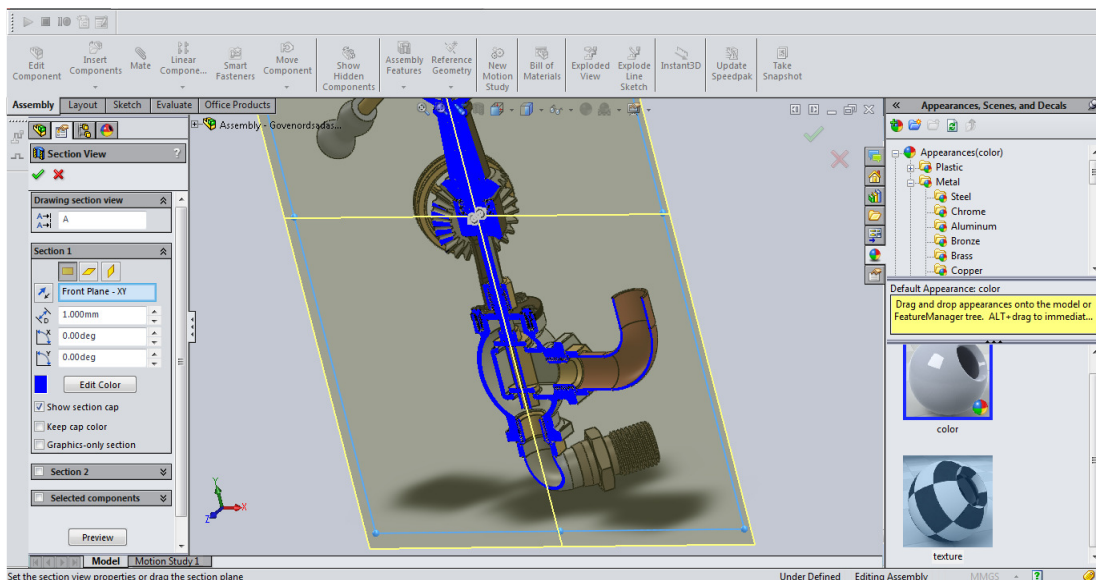 Edit Component
Insert Components
Mate
Linear Compone...
Smart Fasteners
Move Component
Show Hidden Components
Assembly Features
Reference Geometry
New Motion Study
Bill of Materials
Exploded View
Explode Line Sketch
Instant3D
Update Speedpak
Take Snapshot
Assembly
Layout
Sketch
Evaluate
Office Products
Assembly - Govenordsadas...
Section View
?
Drawing section view
A
Section 1
Front Plane - XY
1.000mm
0.00deg
0.00deg
Edit Color
Show section cap
Keep cap color
Graphics-only section
Section 2
Selected components
Preview
Y
X
Z
Model
Motion Study 1
Set the section view properties or drag the section plane
Under Defined
Editing Assembly
MMGS
Appearances, Scenes, and Decals
Appearances(color)
Plastic
Metal
Steel
Chrome
Aluminum
Bronze
Brass
Copper
Default Appearance: color
Drag and drop appearances onto the model or
FeatureManager tree. ALT+drag to immediat...
color
texture